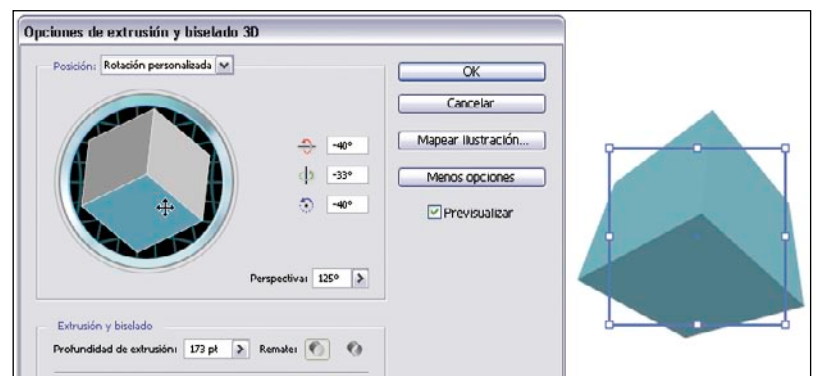 Opciones de extrusión y biselado 3D
Posición: Rotación personalizada
OK
Cancelar
Mapear ilustración...
Menos opciones
Previsualizar
-40°
-33°
-40°
Perspectiva: 125°
Extrusión y biselado
Profundidad de extrusión: 173 pt Remate: